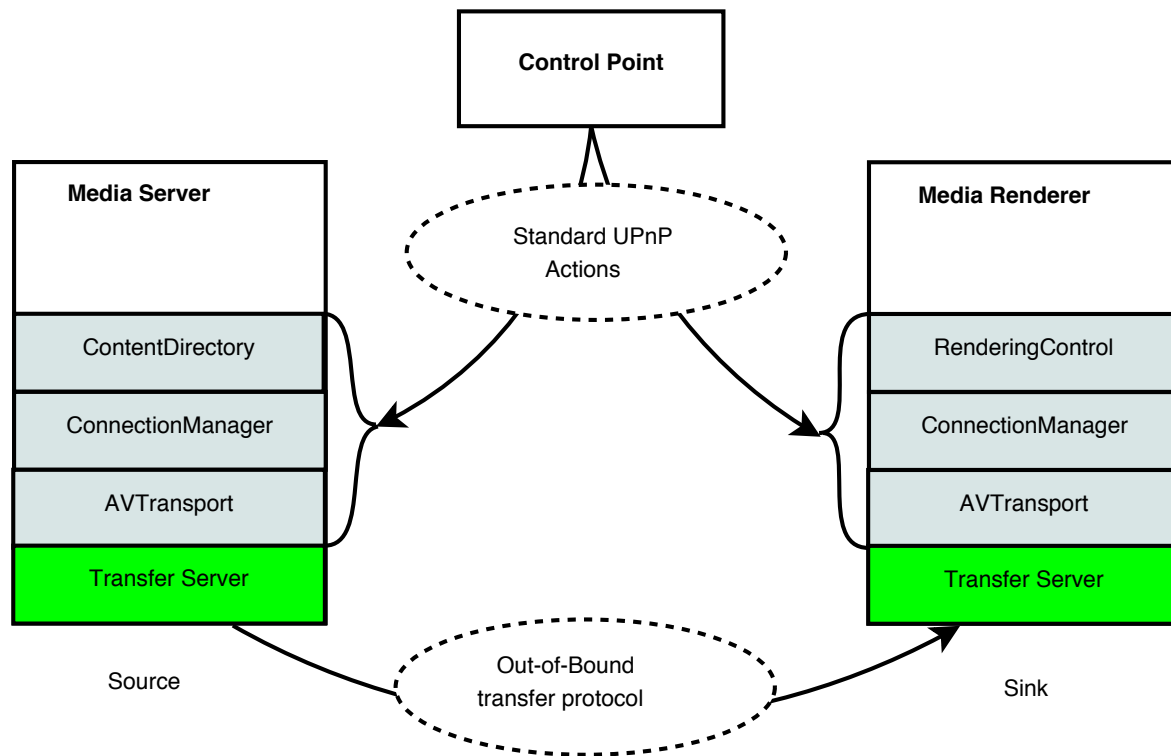 Control Point
Media Server
Media Renderer
Standard UPnP
Actions
ContentDirectory
RenderingControl
ConnectionManager
ConnectionManager
AVTransport
AVTransport
Transfer Server
Transfer Server
Out-of-Bound
transfer protocol
Source
Sink